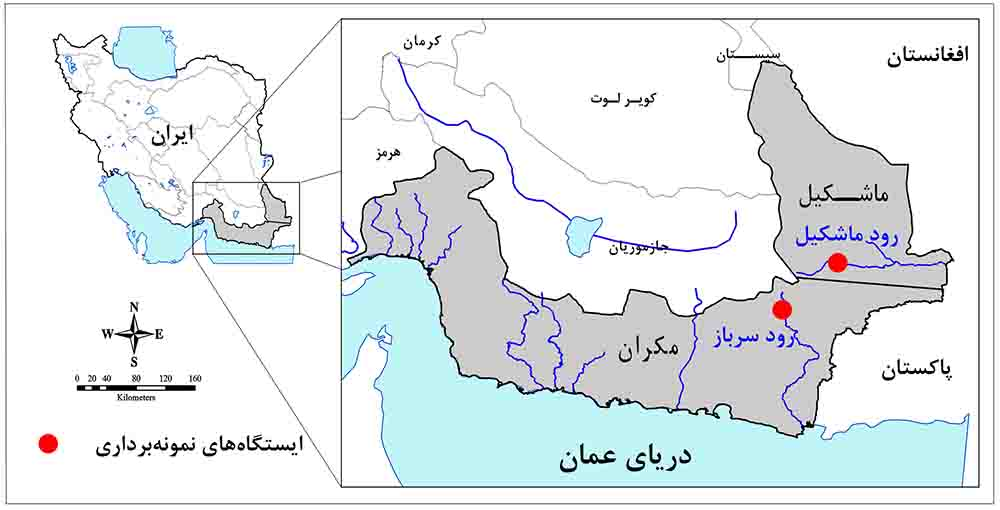 ایران
N
W E
S
0 20 40 80 120 160
Kilometers
ایستگاه‌های نمونه‌برداری
کرمان
سیستان
افغانستان
کویر لوت
هرمز
ماشکیل
رود ماشکیل
جازموریان
مکران
رود سرباز
پاکستان
دریای عمان